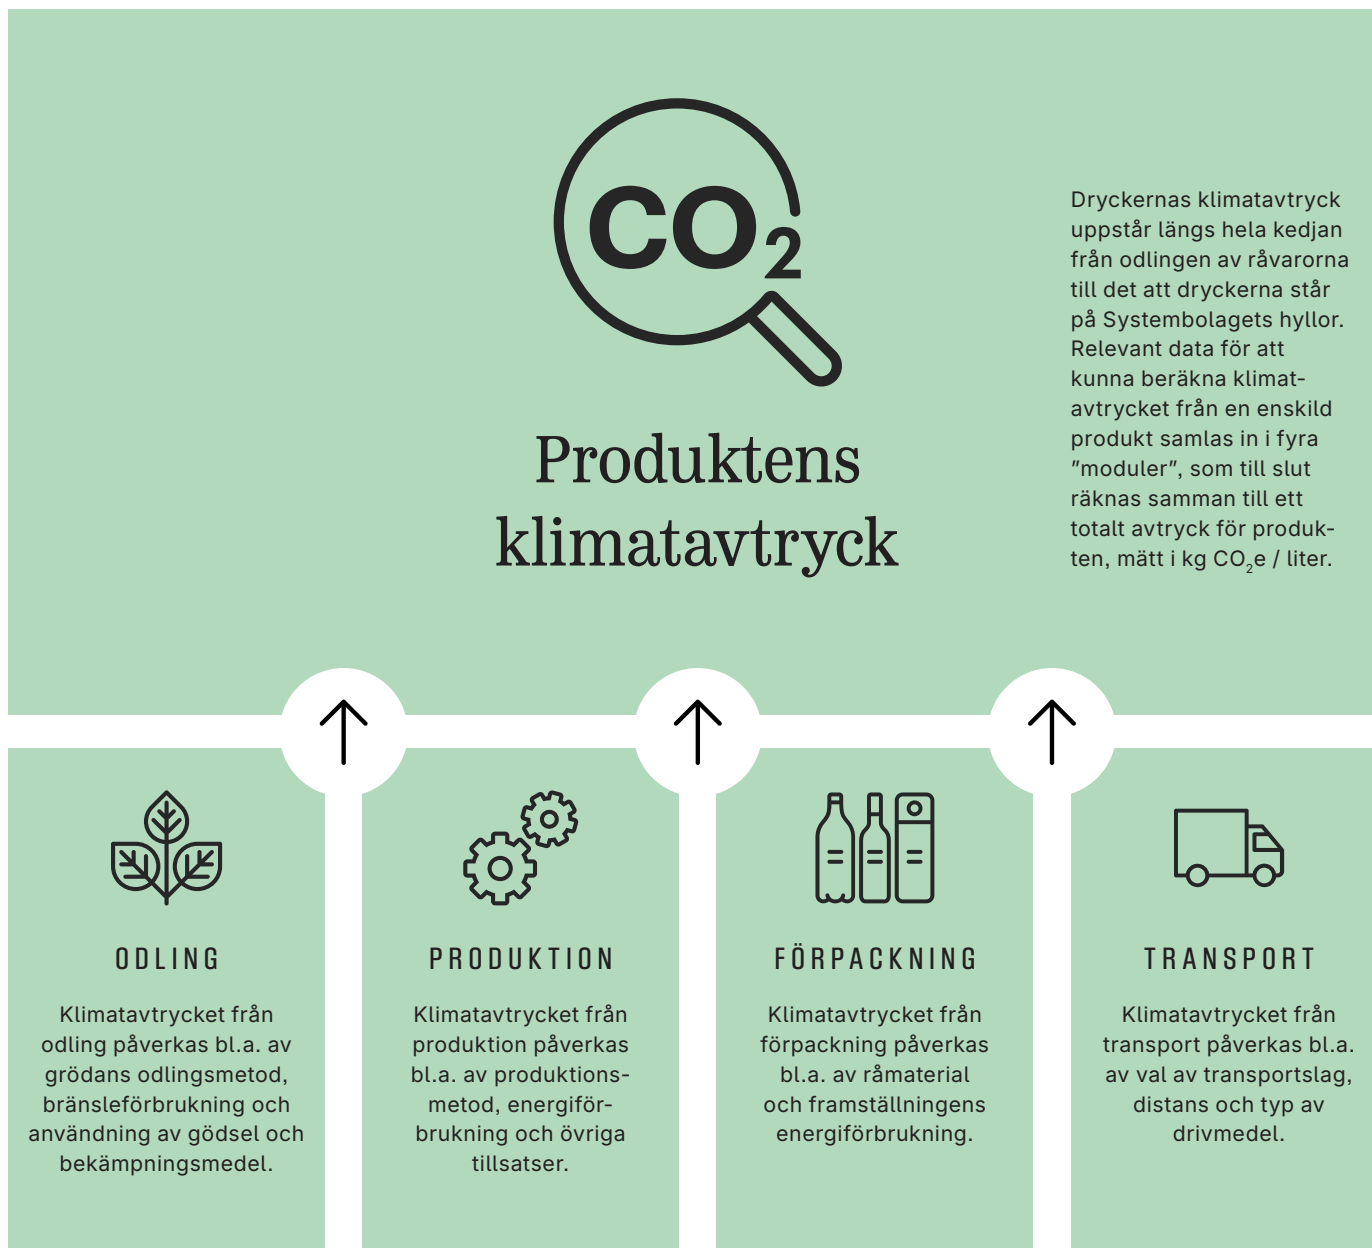 CO₂
Produktens
klimatavtryck
Dryckernas klimatavtryck
uppstår längs hela kedjan
från odlingen av råvarorna
till det att dryckerna står
på Systembolagets hyllor.
Relevant data för att
kunna beräkna klimat-
avtrycket från en enskild
produkt samlas in i fyra
”moduler”, som till slut
räknas samman till ett
totalt avtryck för produk-
ten, mätt i kg CO₂e / liter.
ODLING
Klimatavtrycket från
odling påverkas bl.a. av
grödans odlingsmetod,
bränsleförbrukning och
användning av gödsel och
bekämpningsmedel.
PRODUKTION
Klimatavtrycket från
produktion påverkas
bl.a. av produktions-
metod, energiför-
brukning och övriga
tillsatser.
FÖRPACKNING
Klimatavtrycket från
förpackning påverkas
bl.a. av råmaterial
och framställningens
energiförbrukning.
TRANSPORT
Klimatavtrycket från
transport påverkas bl.a.
av val av transportslag,
distans och typ av
drivmedel.